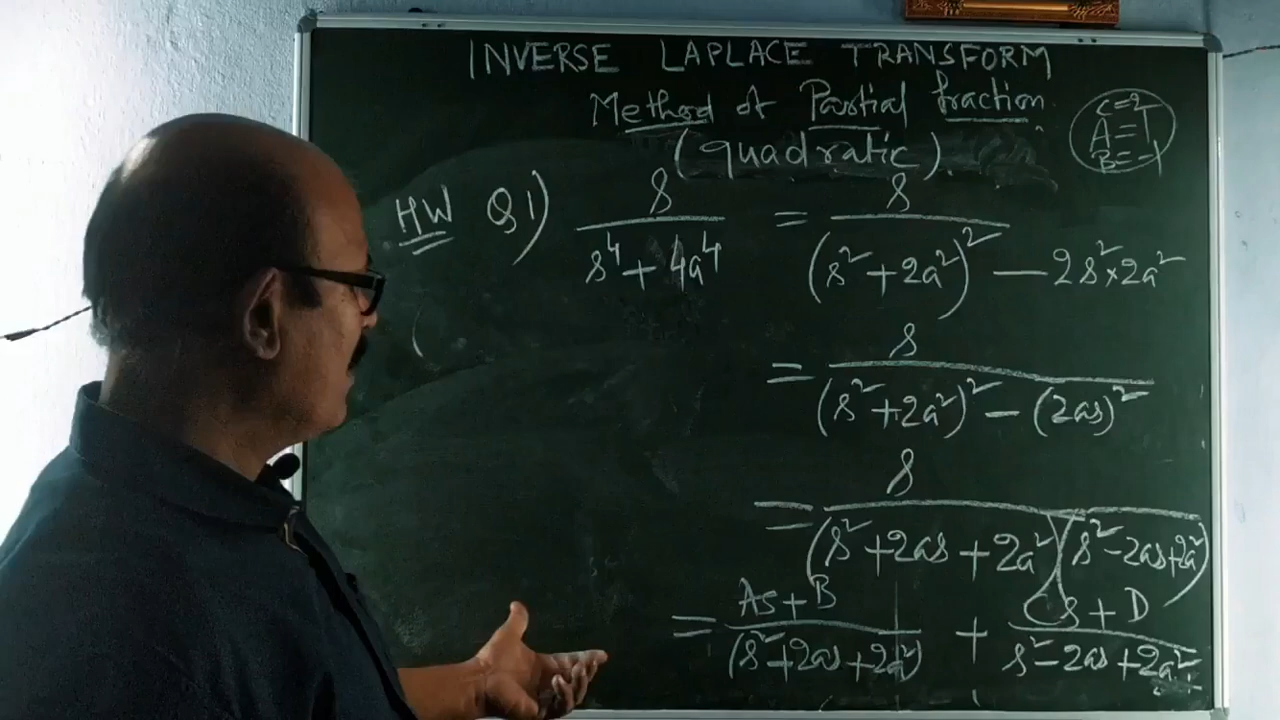 INVERSE LAPLACE TRANSFORM
Method of Partial fraction
(quadratic)
C=2
A=1
B=-1
HW Q1) s/(s⁴+4a⁴) = s/((s²+2a²)²-2s²×2a²)
= s/((s²+2a²)²-(2as)²)
= s/((s²+2as+2a²)(s²-2as+2a²))
= (As+B)/(s²+2as+2a²) + (Cs+D)/(s²-2as+2a²)